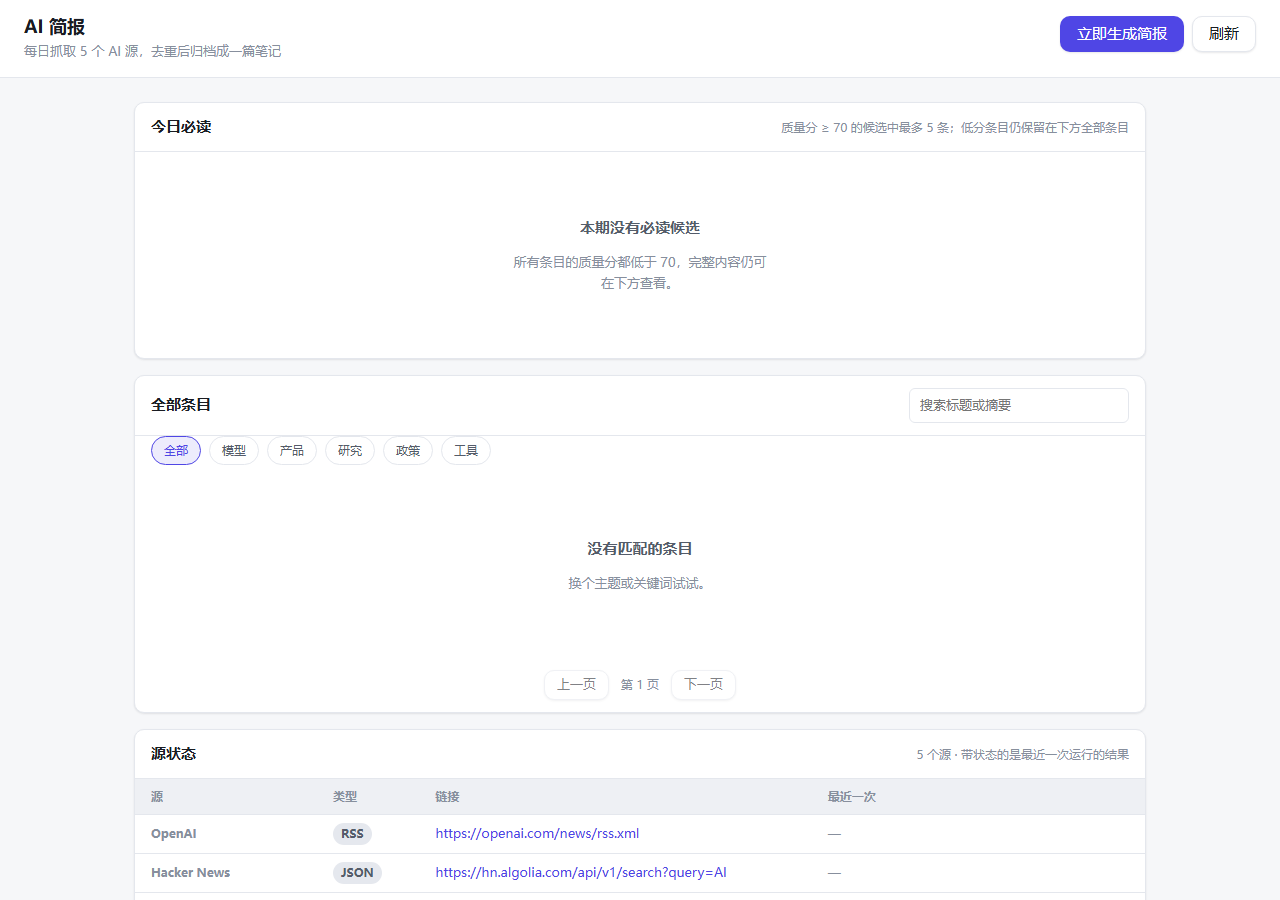 AI 简报
每日抓取 5 个 AI 源，去重后归档成一篇笔记
立即生成简报
刷新
今日必读
质量分 ≥ 70 的候选中最多 5 条；低分条目仍保留在下方全部条目
本期没有必读候选
所有条目的质量分都低于 70，完整内容仍可
在下方查看。
全部条目
搜索标题或摘要
全部
模型
产品
研究
政策
工具
没有匹配的条目
换个主题或关键词试试。
上一页
第 1 页
下一页
源状态
5 个源 · 带状态的是最近一次运行的结果
源 类型 链接 最近一次
OpenAI RSS https://openai.com/news/rss.xml —
Hacker News JSON https://hn.algolia.com/api/v1/search?query=AI —